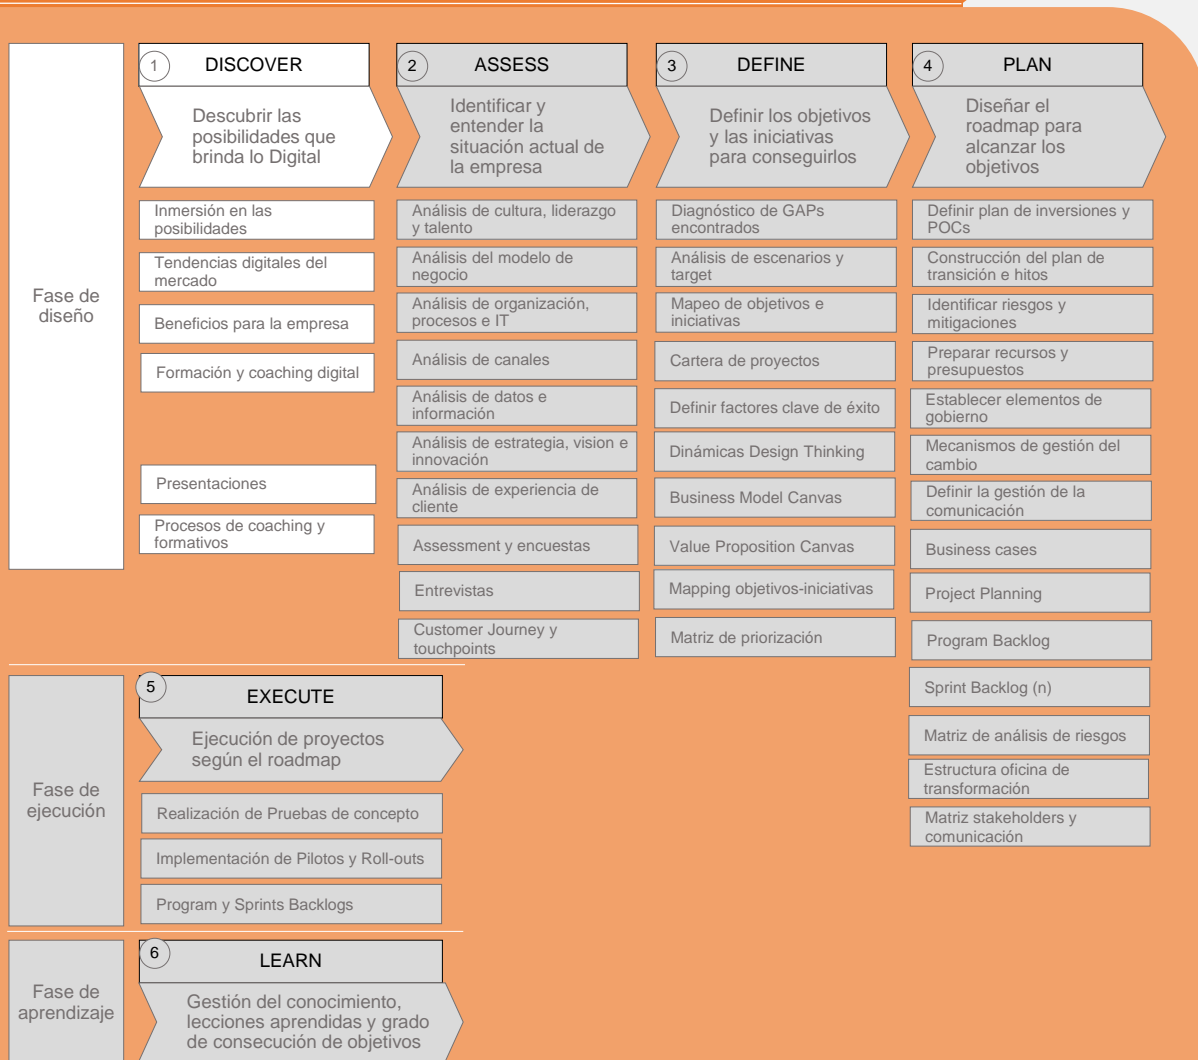 Fase de
diseño
1
DISCOVER
Descubrir las
posibilidades que
brinda lo Digital
Inmersión en las
posibilidades
Tendencias digitales del
mercado
Beneficios para la empresa
Formación y coaching digital
Presentaciones
Procesos de coaching y
formativos
2
ASSESS
Identificar y
entender la
situación actual de
la empresa
Análisis de cultura, liderazgo
y talento
Análisis del modelo de
negocio
Análisis de organización,
procesos e IT
Análisis de canales
Análisis de datos e
información
Análisis de estrategia, vision e
innovación
Análisis de experiencia de
cliente
Assessment y encuestas
Entrevistas
Customer Journey y
touchpoints
3
DEFINE
Definir los objetivos
y las iniciativas
para conseguirlos
Diagnóstico de GAPs
encontrados
Análisis de escenarios y
target
Mapeo de objetivos e
iniciativas
Cartera de proyectos
Definir factores clave de éxito
Dinámicas Design Thinking
Business Model Canvas
Value Proposition Canvas
Mapping objetivos-iniciativas
Matriz de priorización
4
PLAN
Diseñar el
roadmap para
alcanzar los
objetivos
Definir plan de inversiones y
POCs
Construcción del plan de
transición e hitos
Identificar riesgos y
mitigaciones
Preparar recursos y
presupuestos
Establecer elementos de
gobierno
Mecanismos de gestión del
cambio
Definir la gestión de la
comunicación
Business cases
Project Planning
Program Backlog
Sprint Backlog (n)
Matriz de análisis de riesgos
Estructura oficina de
transformación
Matriz stakeholders y
comunicación
Fase de
ejecución
5
EXECUTE
Ejecución de proyectos
según el roadmap
Realización de Pruebas de concepto
Implementación de Pilotos y Roll-outs
Program y Sprints Backlogs
Fase de
aprendizaje
6
LEARN
Gestión del conocimiento,
lecciones aprendidas y grado
de consecución de objetivos